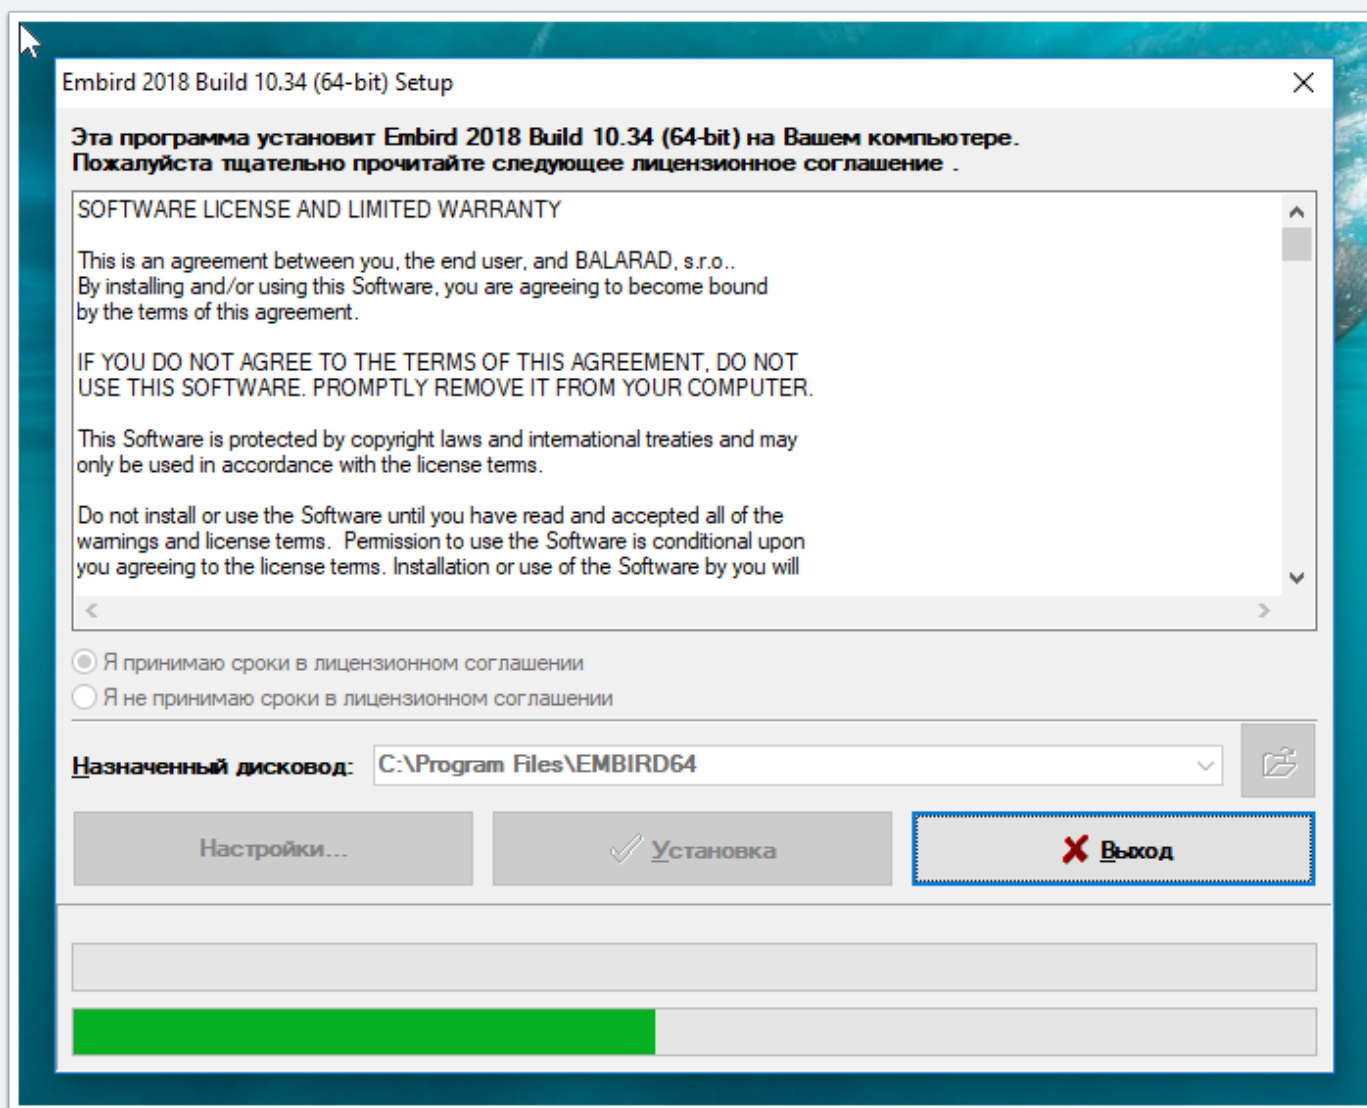 Embird 2018 Build 10.34 (64-bit) Setup
Эта программа установит Embird 2018 Build 10.34 (64-bit) на Вашем компьютере.
Пожалуйста тщательно прочитайте следующее лицензионное соглашение .
SOFTWARE LICENSE AND LIMITED WARRANTY
This is an agreement between you, the end user, and BALARAD, s.r.o..
By installing and/or using this Software, you are agreeing to become bound
by the terms of this agreement.
IF YOU DO NOT AGREE TO THE TERMS OF THIS AGREEMENT, DO NOT
USE THIS SOFTWARE. PROMPTLY REMOVE IT FROM YOUR COMPUTER.
This Software is protected by copyright laws and international treaties and may
only be used in accordance with the license terms.
Do not install or use the Software until you have read and accepted all of the
warnings and license terms.  Permission to use the Software is conditional upon
you agreeing to the license terms. Installation or use of the Software by you will
Я принимаю сроки в лицензионном соглашении
Я не принимаю сроки в лицензионном соглашении
Назначенный дисковод: C:\Program Files\EMBIRD64
Настройки... Установка Выход